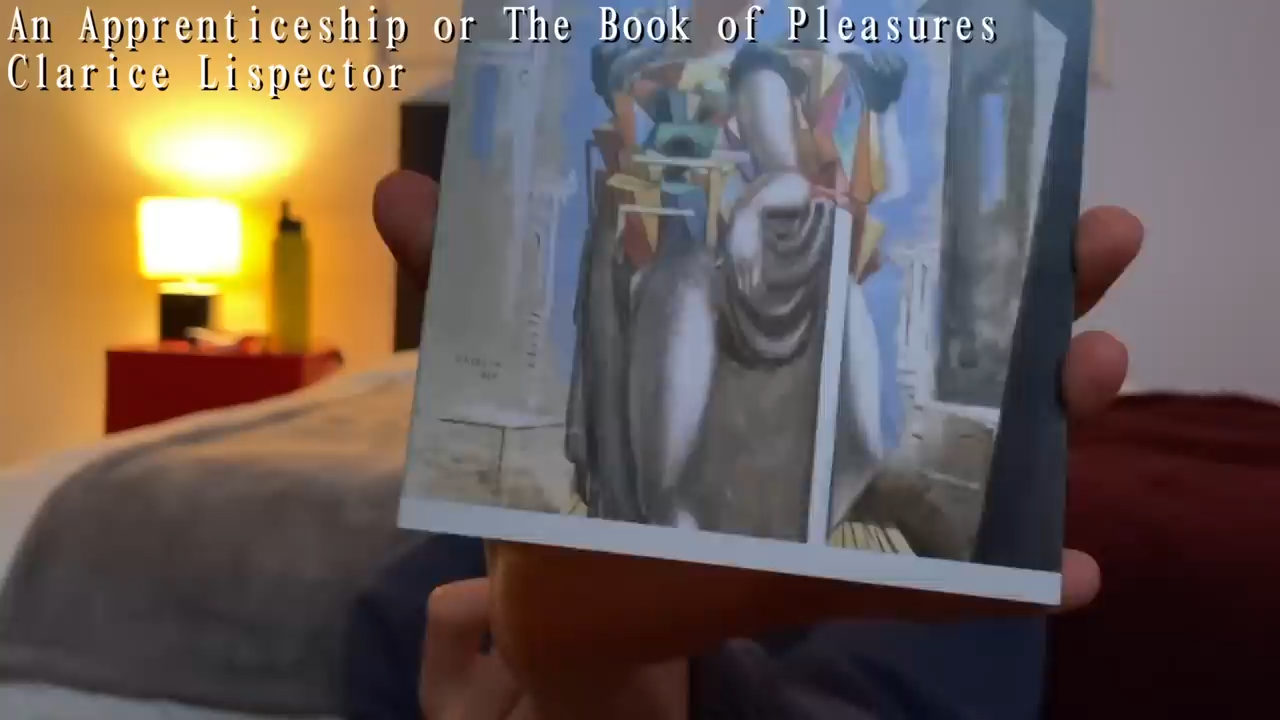 An Apprenticeship or The Book of Pleasures
Clarice Lispector